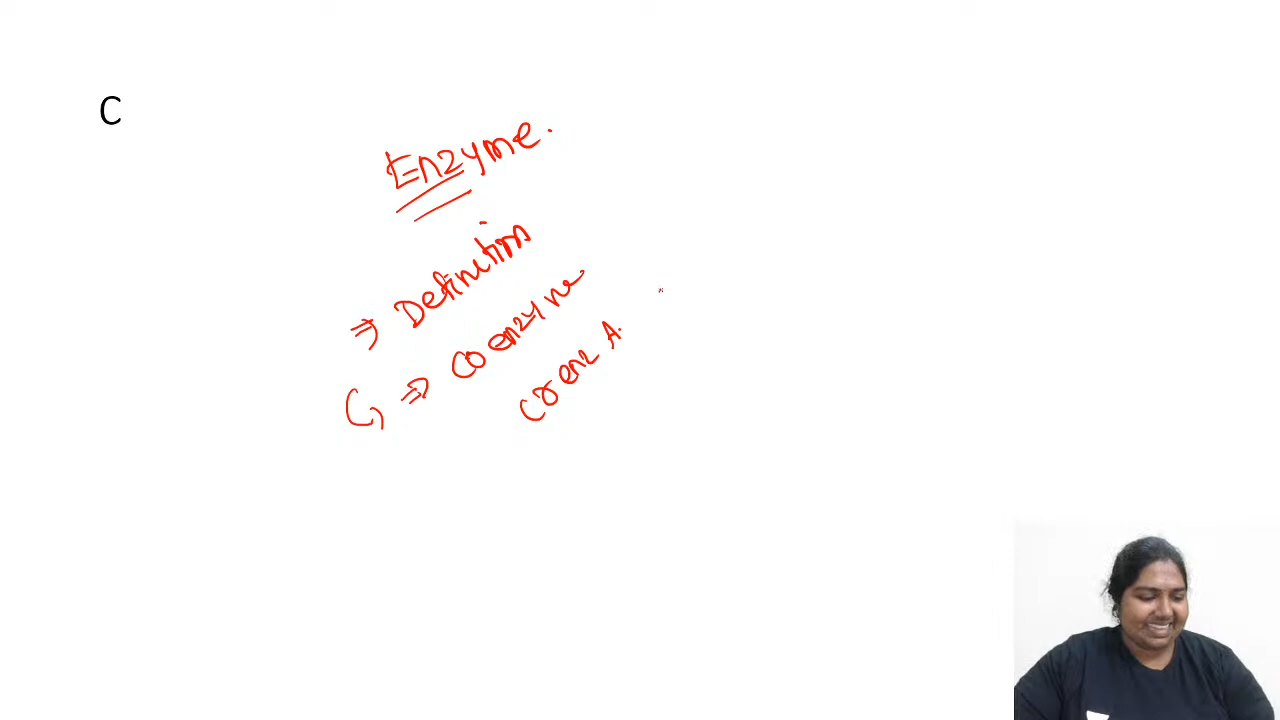 C
Enzyme.
⇒ Definition
⇒ Coenzyme
Coenz A.